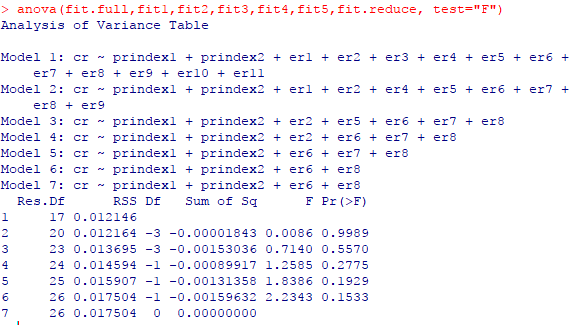 > anova(fit.full,fit1,fit2,fit3,fit4,fit5,fit.reduce, test="F")
Analysis of Variance Table
Model 1: cr ~ prindex1 + prindex2 + er1 + er2 + er3 + er4 + er5 + er6 +
er7 + er8 + er9 + er10 + er11
Model 2: cr ~ prindex1 + prindex2 + er1 + er2 + er4 + er5 + er6 + er7 +
er8 + er9
Model 3: cr ~ prindex1 + prindex2 + er2 + er5 + er6 + er7 + er8
Model 4: cr ~ prindex1 + prindex2 + er2 + er6 + er7 + er8
Model 5: cr ~ prindex1 + prindex2 + er6 + er7 + er8
Model 6: cr ~ prindex1 + prindex2 + er6 + er8
Model 7: cr ~ prindex1 + prindex2 + er6 + er8
Res.Df RSS Df Sum of Sq F Pr(>F)
1 17 0.012146
2 20 0.012164 -3 -0.00001843 0.0086 0.9989
3 23 0.013695 -3 -0.00153036 0.7140 0.5570
4 24 0.014594 -1 -0.00089917 1.2585 0.2775
5 25 0.015907 -1 -0.00131358 1.8386 0.1929
6 26 0.017504 -1 -0.00159632 2.2343 0.1533
7 26 0.017504 0 0.00000000